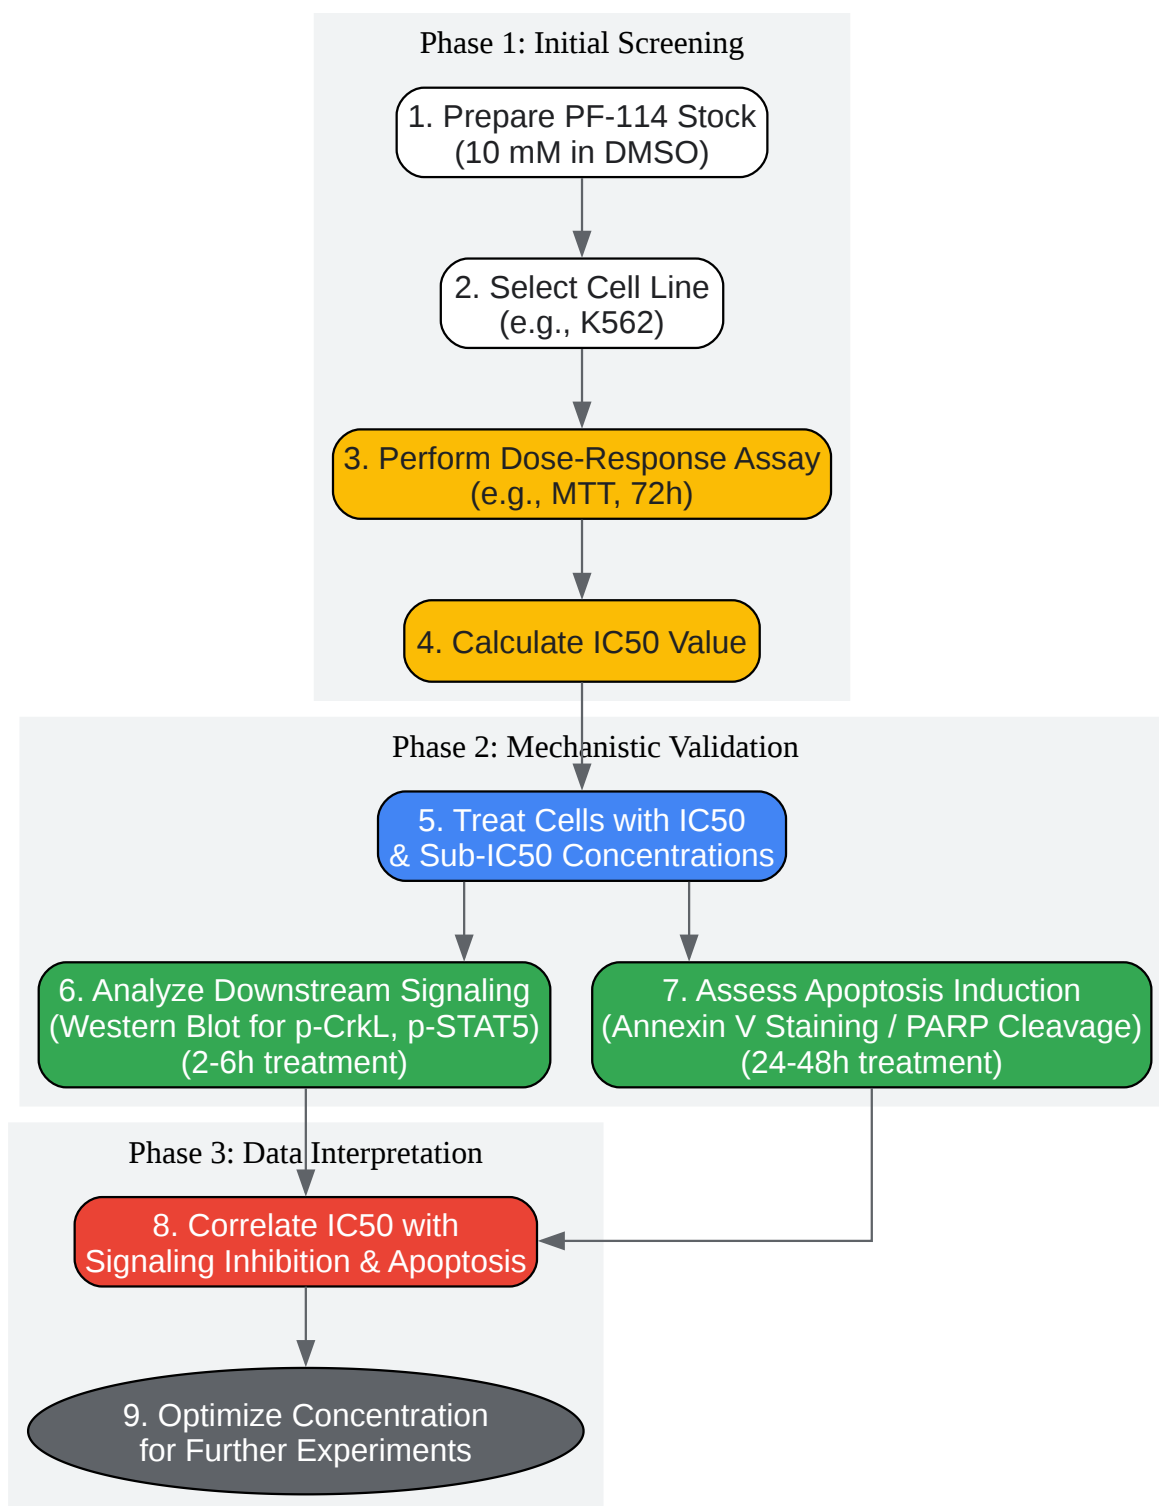 Phase 1: Initial Screening
1. Prepare PF-114 Stock
(10 mM in DMSO)
2. Select Cell Line
(e.g., K562)
3. Perform Dose-Response Assay
(e.g., MTT, 72h)
4. Calculate IC50 Value
Phase 2: Mechanistic Validation
5. Treat Cells with IC50
& Sub-IC50 Concentrations
6. Analyze Downstream Signaling
(Western Blot for p-CrkL, p-STAT5)
(2-6h treatment)
7. Assess Apoptosis Induction
(Annexin V Staining / PARP Cleavage)
(24-48h treatment)
Phase 3: Data Interpretation
8. Correlate IC50 with
Signaling Inhibition & Apoptosis
9. Optimize Concentration
for Further Experiments